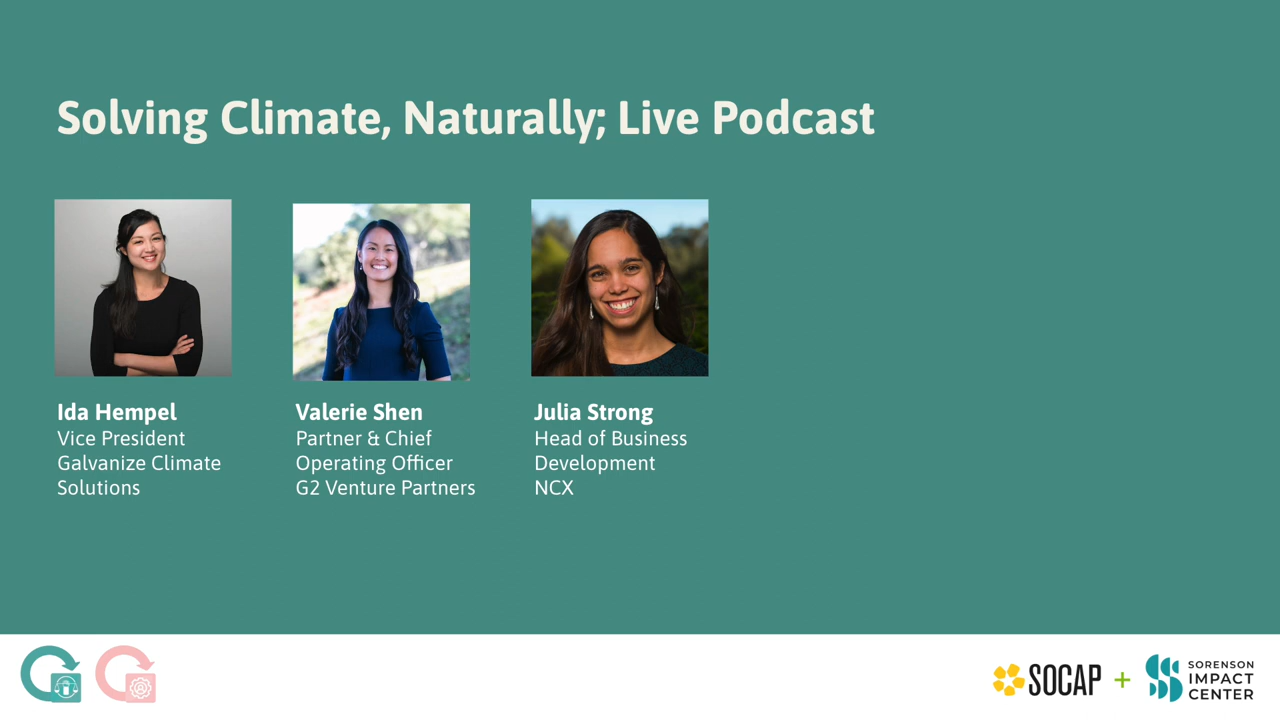 Solving Climate, Naturally; Live Podcast
Ida Hempel
Vice President
Galvanize Climate
Solutions
Valerie Shen
Partner & Chief
Operating Officer
G2 Venture Partners
Julia Strong
Head of Business
Development
NCX
SOCAP +
SORENSON
IMPACT
CENTER